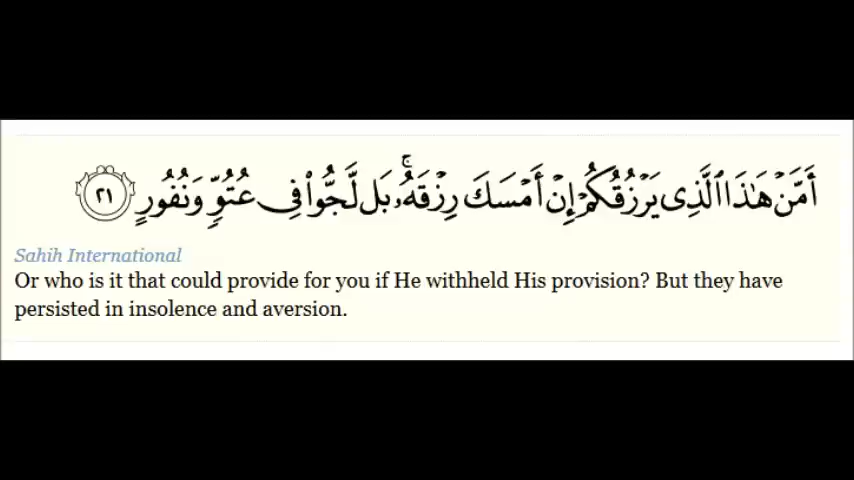 أَمَّنْ هَـٰذَا ٱلَّذِى يَرْزُقُكُمْ إِنْ أَمْسَكَ رِزْقَهُۥ ۚ بَل لَّجُّوا۟ فِى عُتُوٍّ وَنُفُورٍ ٢١
Sahih International
Or who is it that could provide for you if He withheld His provision? But they have
persisted in insolence and aversion.